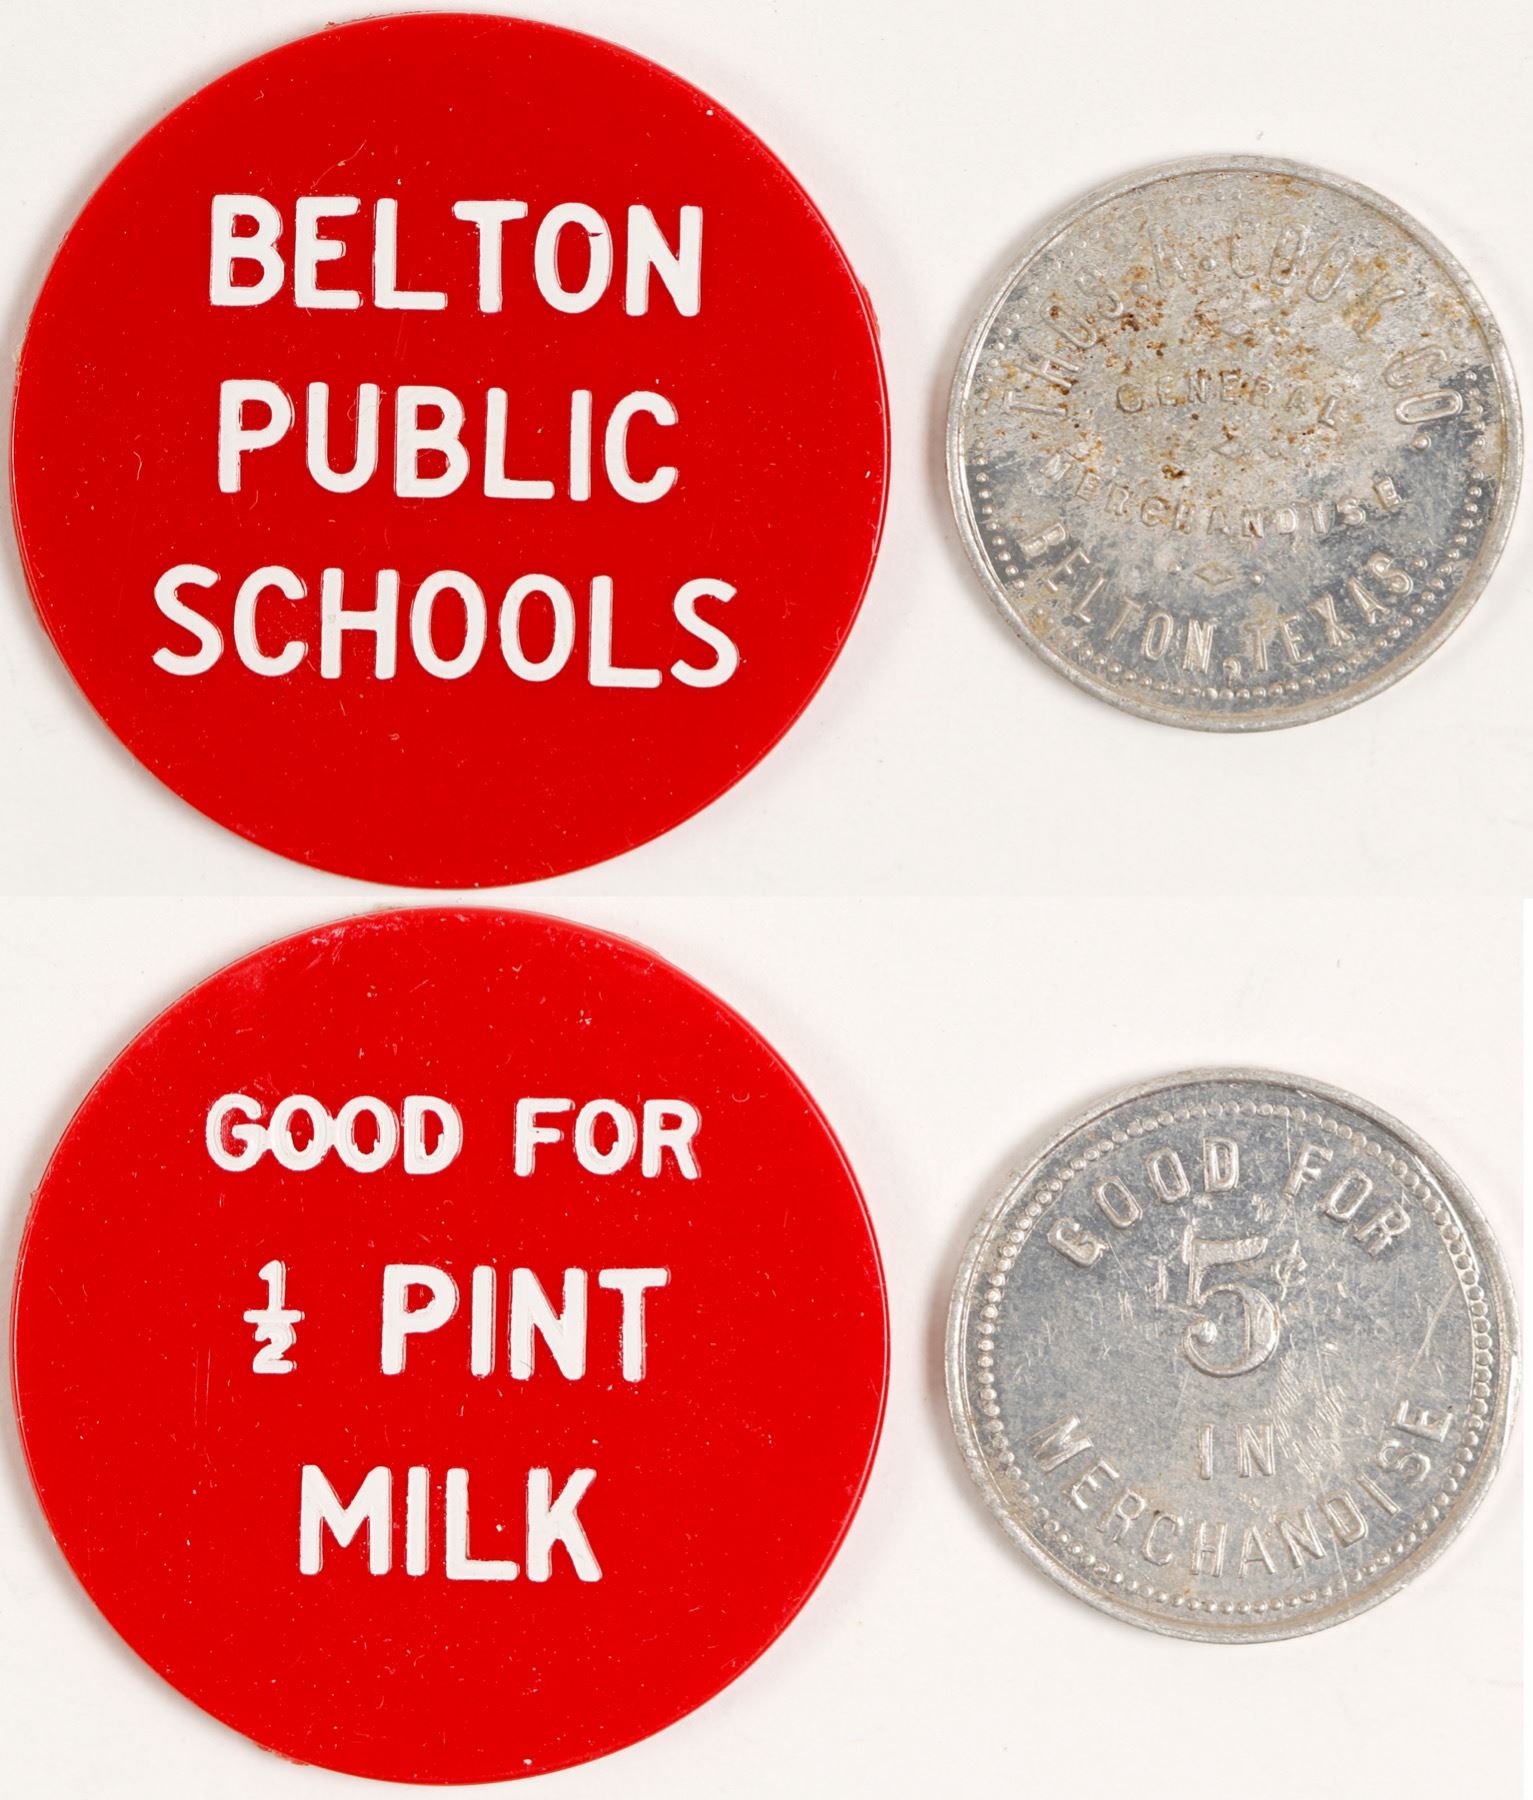 BELTON
PUBLIC
SCHOOLS
THOS. A. COOK CO.
GENERAL
MERCHANDISE
BELTON, TEXAS.
GOOD FOR
½ PINT
MILK
GOOD FOR
5¢
IN
MERCHANDISE